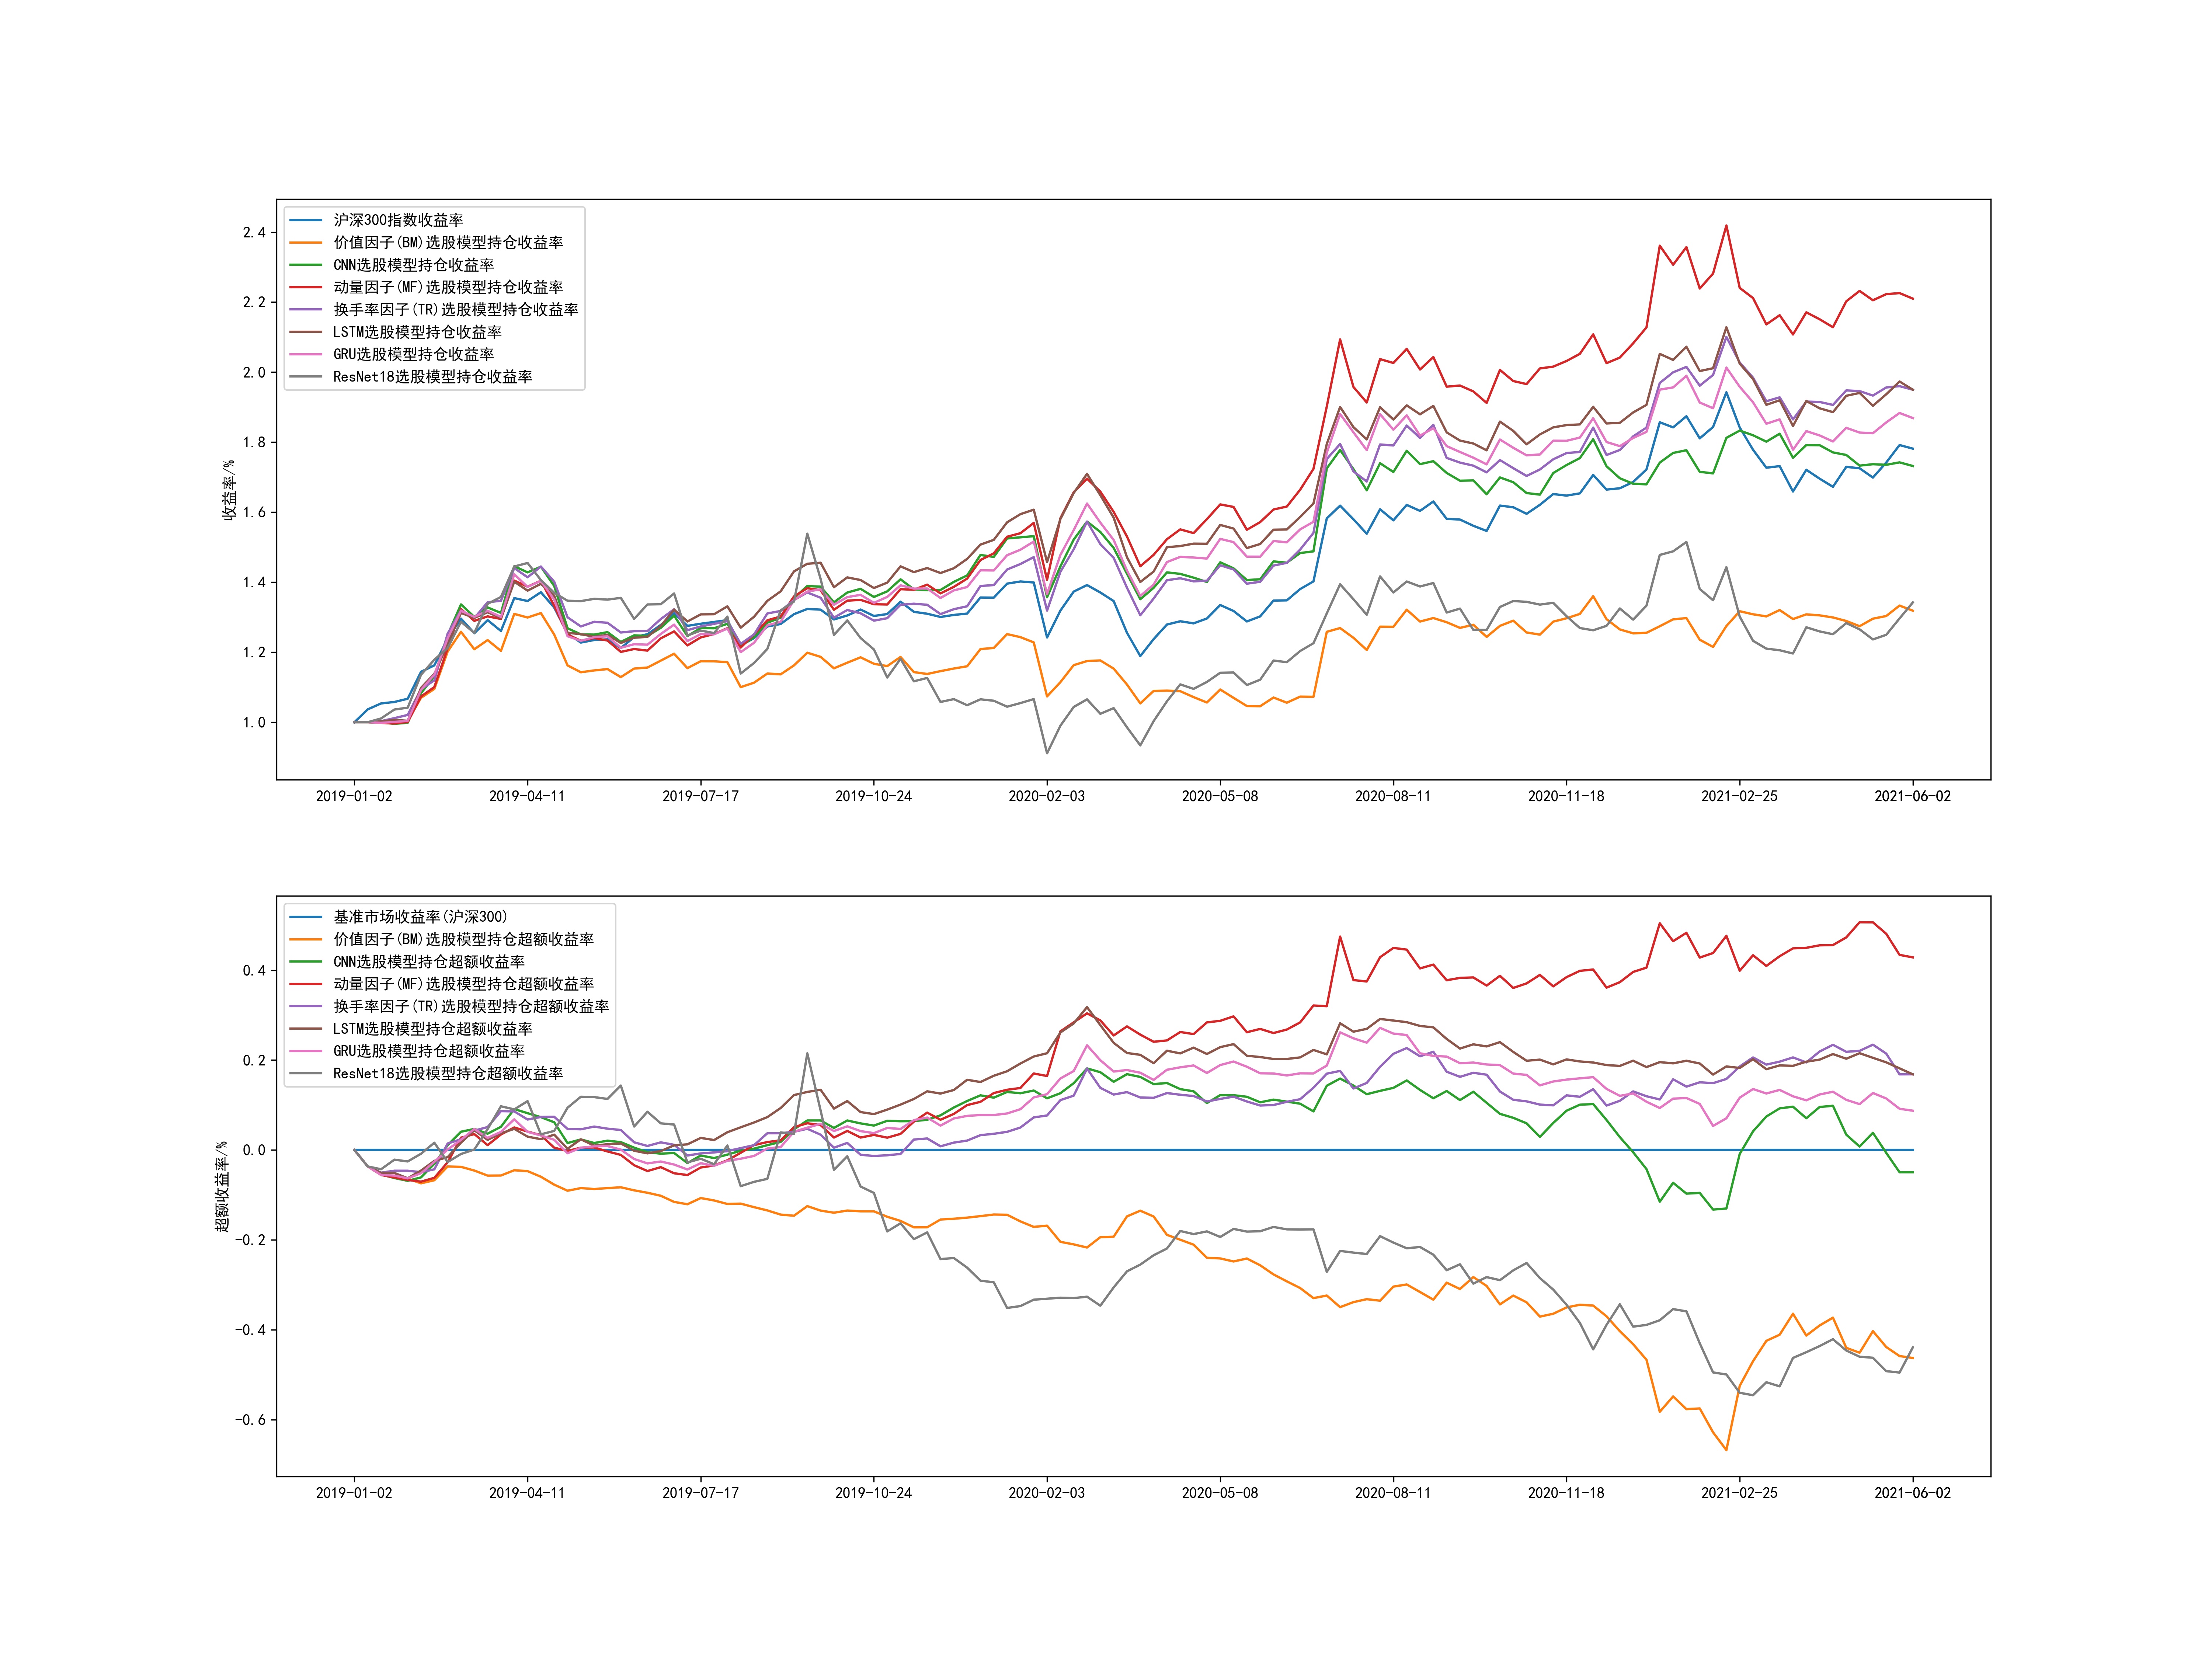 沪深300指数收益率
价值因子(BM)选股模型持仓收益率
CNN选股模型持仓收益率
动量因子(MF)选股模型持仓收益率
换手率因子(TR)选股模型持仓收益率
LSTM选股模型持仓收益率
GRU选股模型持仓收益率
ResNet18选股模型持仓收益率
收益率/%
2.4
2.2
2.0
1.8
1.6
1.4
1.2
1.0
2019-01-02 2019-04-11 2019-07-17 2019-10-24 2020-02-03 2020-05-08 2020-08-11 2020-11-18 2021-02-25 2021-06-02
基准市场收益率(沪深300)
价值因子(BM)选股模型持仓超额收益率
CNN选股模型持仓超额收益率
动量因子(MF)选股模型持仓超额收益率
换手率因子(TR)选股模型持仓超额收益率
LSTM选股模型持仓超额收益率
GRU选股模型持仓超额收益率
ResNet18选股模型持仓超额收益率
超额收益率/%
0.4
0.2
0.0
-0.2
-0.4
-0.6
2019-01-02 2019-04-11 2019-07-17 2019-10-24 2020-02-03 2020-05-08 2020-08-11 2020-11-18 2021-02-25 2021-06-02